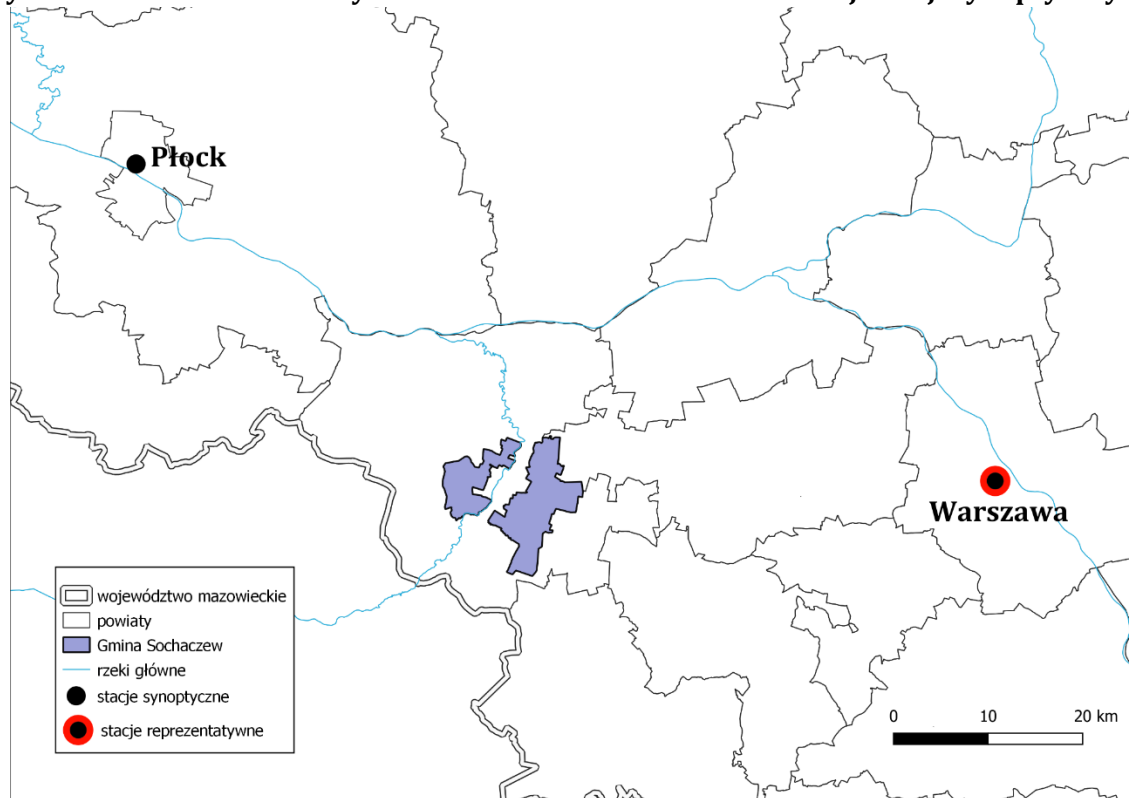 Płock
Warszawa
województwo mazowieckie
powiaty
Gmina Sochaczew
rzeki główne
stacje synoptyczne
stacje reprezentatywne
0 10 20 km